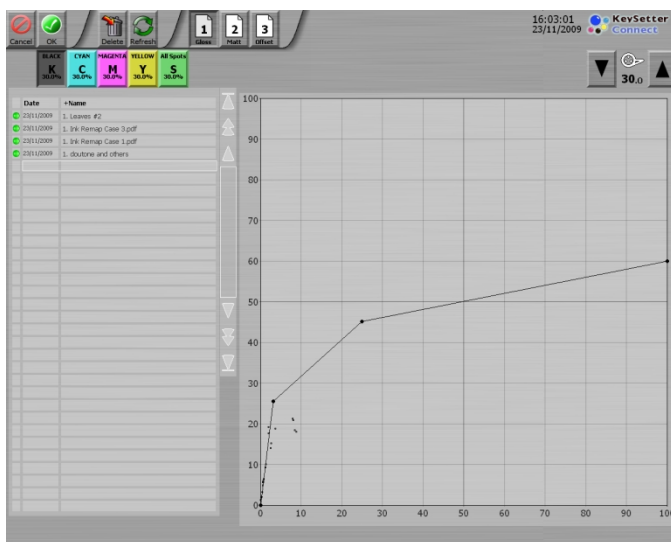 16:03:01
23/11/2009
KeySetter
Connect
Cancel OK Delete Refresh 1 Gloss 2 Matt 3 Offset
BLACK K 30.0%
CYAN C 30.0%
MAGENTA M 30.0%
YELLOW Y 30.0%
All Spots S 30.0%
30.0
Date +Name
23/11/2009 1. Leaves #2
23/11/2009 1. Ink Remap Case 3.pdf
23/11/2009 1. Ink Remap Case 1.pdf
23/11/2009 1. doutone and others
100
90
80
70
60
50
40
30
20
10
0
0 10 20 30 40 50 60 70 80 90 10